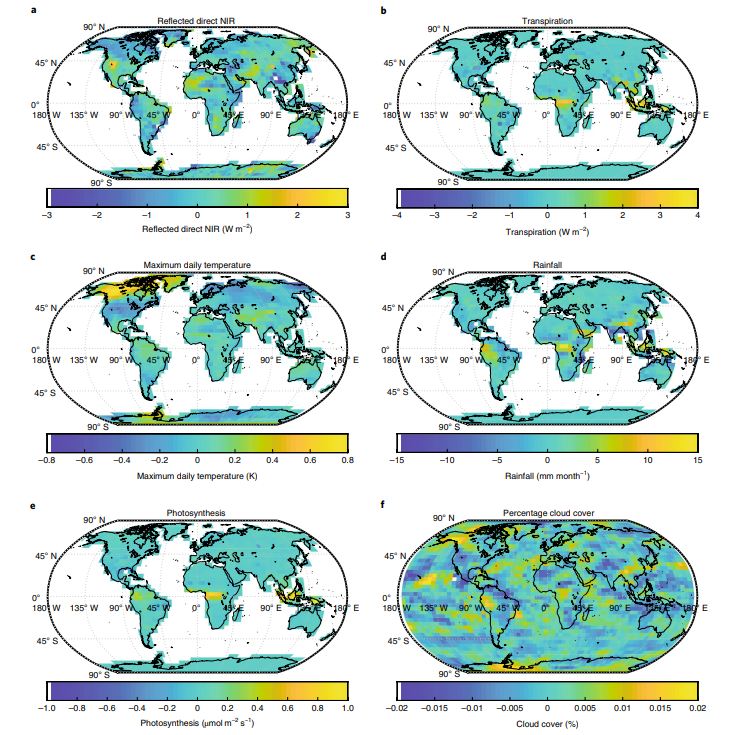 a
Reflected direct NIR
90° N
45° N
0°
180° W 135° W 90° W 45° W 0° 45° E 90° E 135° E 180° E
45° S
90° S
−3 −2 −1 0 1 2 3
Reflected direct NIR (W m⁻²)
b
Transpiration
90° N
45° N
0°
180° W 135° W 90° W 45° W 0° 45° E 90° E 135° E 180° E
45° S
90° S
−4 −3 −2 −1 0 1 2 3 4
Transpiration (W m⁻²)
c
Maximum daily temperature
90° N
45° N
0°
180° W 135° W 90° W 45° W 0° 45° E 90° E 135° E 180° E
45° S
90° S
−0.8 −0.6 −0.4 −0.2 0 0.2 0.4 0.6 0.8
Maximum daily temperature (K)
d
Rainfall
90° N
45° N
0°
180° W 135° W 90° W 45° W 0° 45° E 90° E 135° E 180° E
45° S
90° S
−15 −10 −5 0 5 10 15
Rainfall (mm month⁻¹)
e
Photosynthesis
90° N
45° N
0°
180° W 135° W 90° W 45° W 0° 45° E 90° E 135° E 180° E
45° S
90° S
−1.0 −0.8 −0.6 −0.4 −0.2 0 0.2 0.4 0.6 0.8 1.0
Photosynthesis (μmol m⁻² s⁻¹)
f
Percentage cloud cover
90° N
45° N
0°
180° W 135° W 90° W 45° W 0° 45° E 90° E 135° E 180° E
45° S
90° S
−0.02 −0.015 −0.01 −0.005 0 0.005 0.01 0.015 0.02
Cloud cover (%)